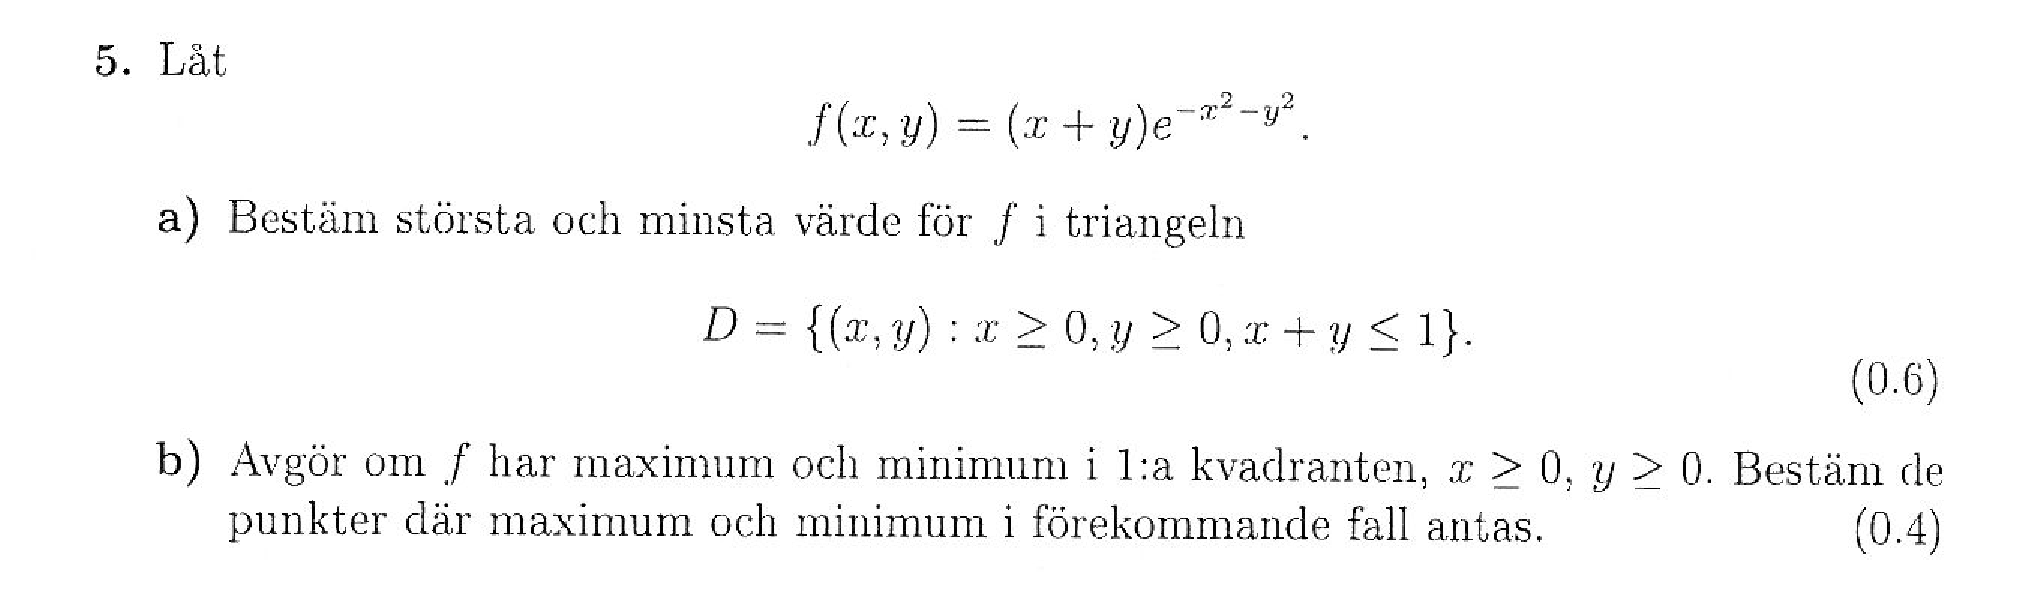 5. Låt
f(x, y) = (x + y)e^{-x^2-y^2}.
a) Bestäm största och minsta värde för f i triangeln
D = {(x, y) : x ≥ 0, y ≥ 0, x + y ≤ 1}.
(0.6)
b) Avgör om f har maximum och minimum i 1:a kvadranten, x ≥ 0, y ≥ 0. Bestäm de
punkter där maximum och minimum i förekommande fall antas. (0.4)